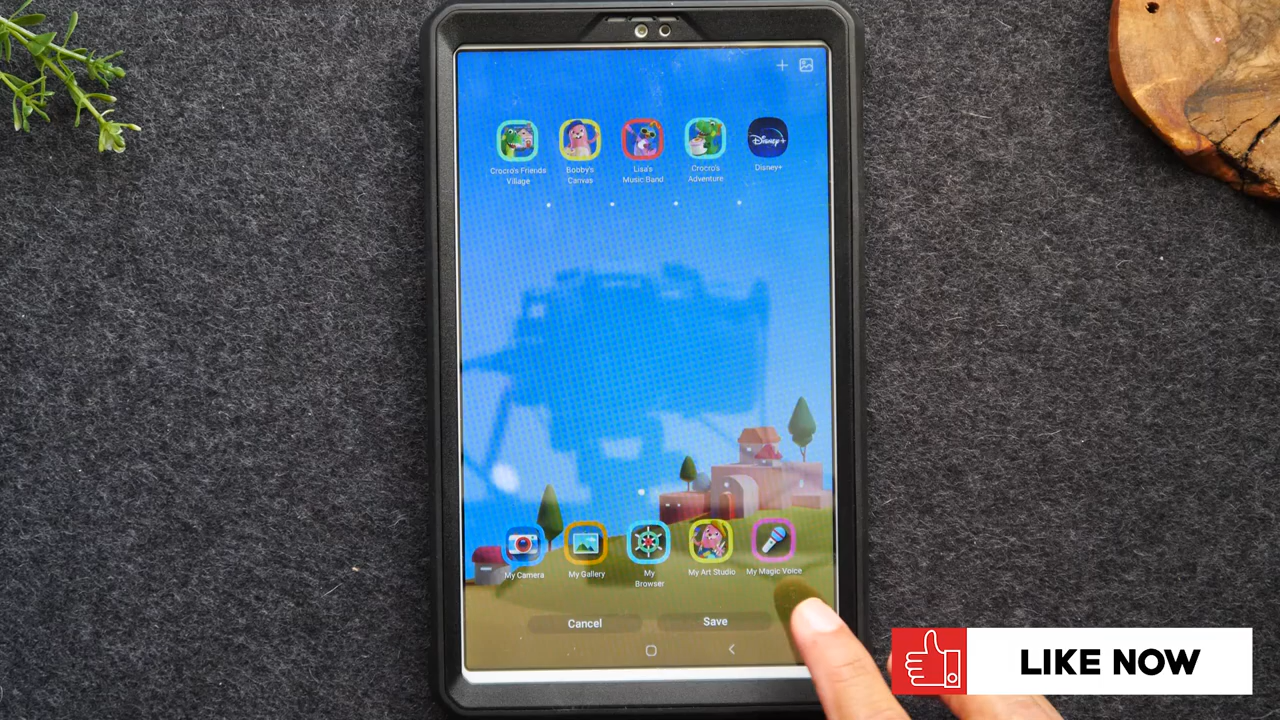 Crocro's Friends Village
Bobby's Canvas
Lisa's Music Band
Crocro's Adventure
Disney+
Disney+
My Camera
My Gallery
My Browser
My Art Studio
My Magic Voice
Cancel
Save
LIKE NOW